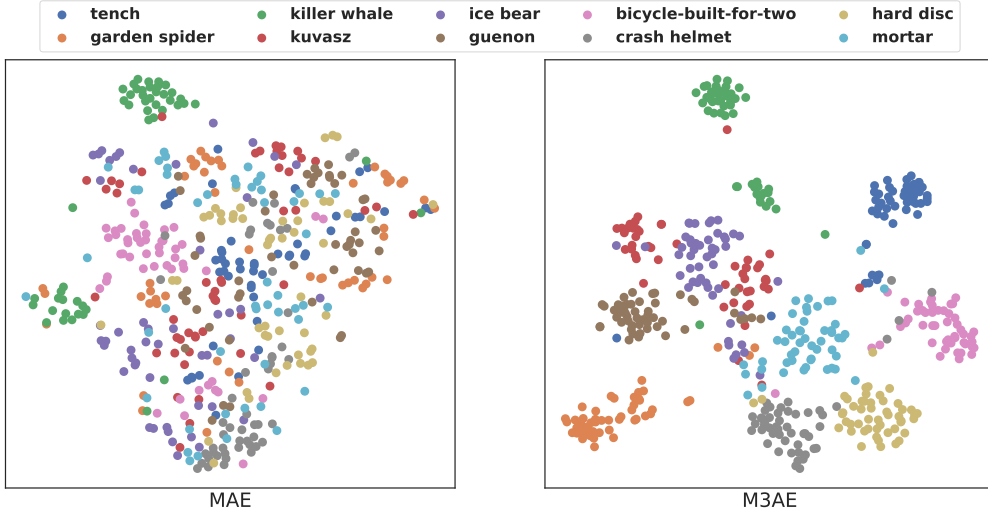 tench killer whale ice bear bicycle-built-for-two hard disc
garden spider kuvasz guenon crash helmet mortar
MAE M3AE